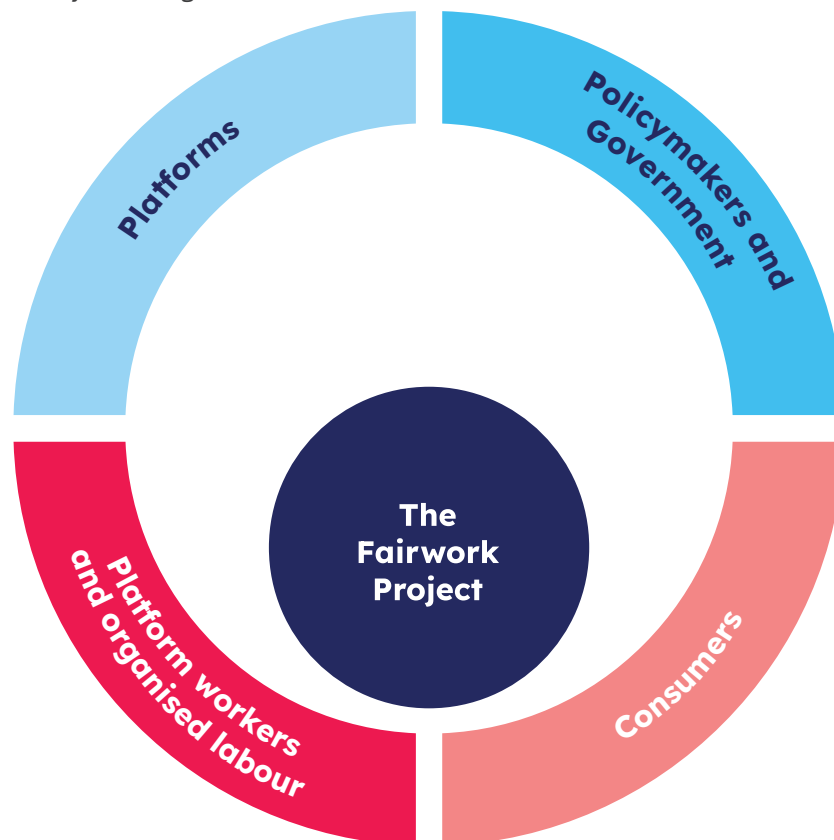 Platforms
Policymakers and
Government
The
Fairwork
Project
Platform workers
and organised labour
Consumers